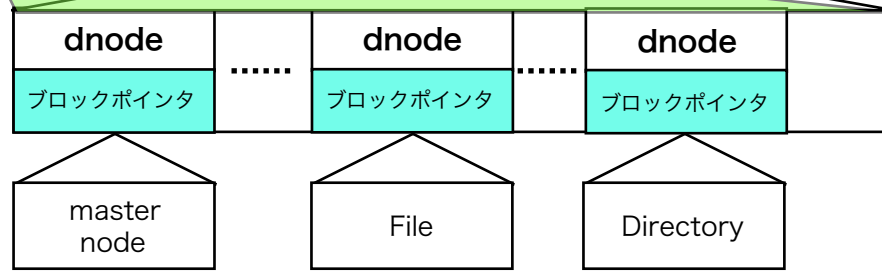 dnode
dnode
dnode
......
......
ブロックポインタ
ブロックポインタ
ブロックポインタ
master
node
File
Directory